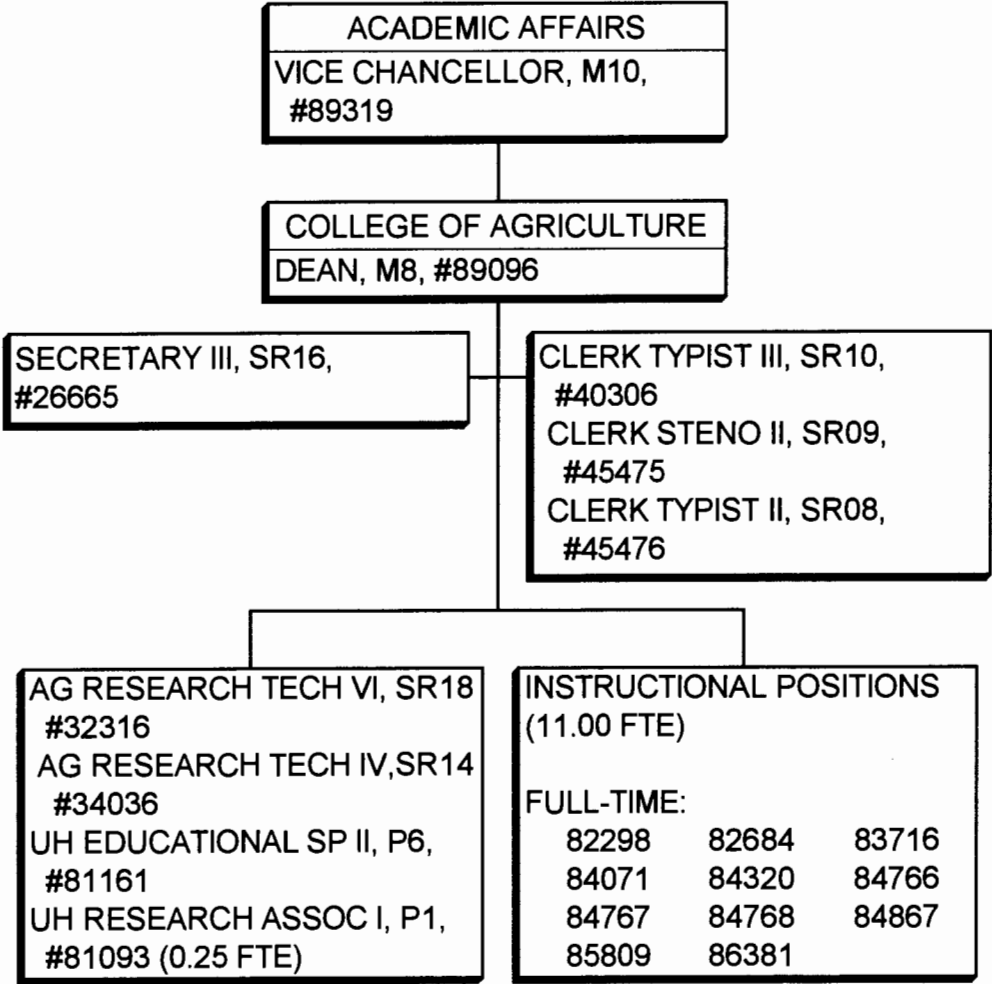 ACADEMIC AFFAIRS
VICE CHANCELLOR, M10,
#89319
COLLEGE OF AGRICULTURE
DEAN, M8, #89096
SECRETARY III, SR16,
#26665
CLERK TYPIST III, SR10,
#40306
CLERK STENO II, SR09,
#45475
CLERK TYPIST II, SR08,
#45476
AG RESEARCH TECH VI, SR18
#32316
AG RESEARCH TECH IV,SR14
#34036
UH EDUCATIONAL SP II, P6,
#81161
UH RESEARCH ASSOC I, P1,
#81093 (0.25 FTE)
INSTRUCTIONAL POSITIONS
(11.00 FTE)
FULL-TIME:
82298 82684 83716
84071 84320 84766
84767 84768 84867
85809 86381